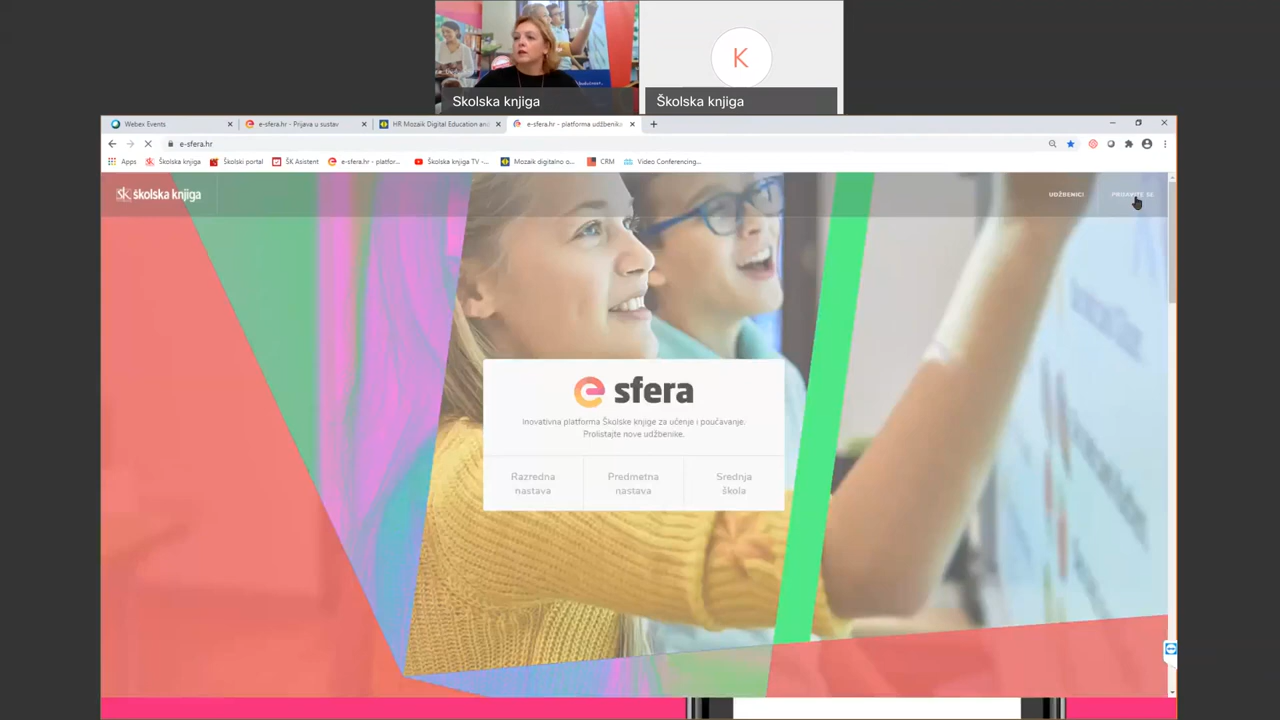 Skolska knjiga
K
Školska knjiga
Webex Events
e-sfera.hr - Prijava u sustav
HR Mozaik Digital Education and
e-sfera.hr - platforma udžbenika
e-sfera.hr
Apps
Školska knjiga
Školski portal
ŠK Asistent
e-sfera.hr - platfor...
Školska knjiga TV -...
Mozaik digitalno o...
CRM
Video Conferencing...
ŠK školska knjiga
UDŽBENICI
PRIJAVITE SE
e sfera
Inovativna platforma Školske knjige za učenje i poučavanje.
Prolistajte nove udžbenike.
Razredna
nastava
Predmetna
nastava
Srednja
škola